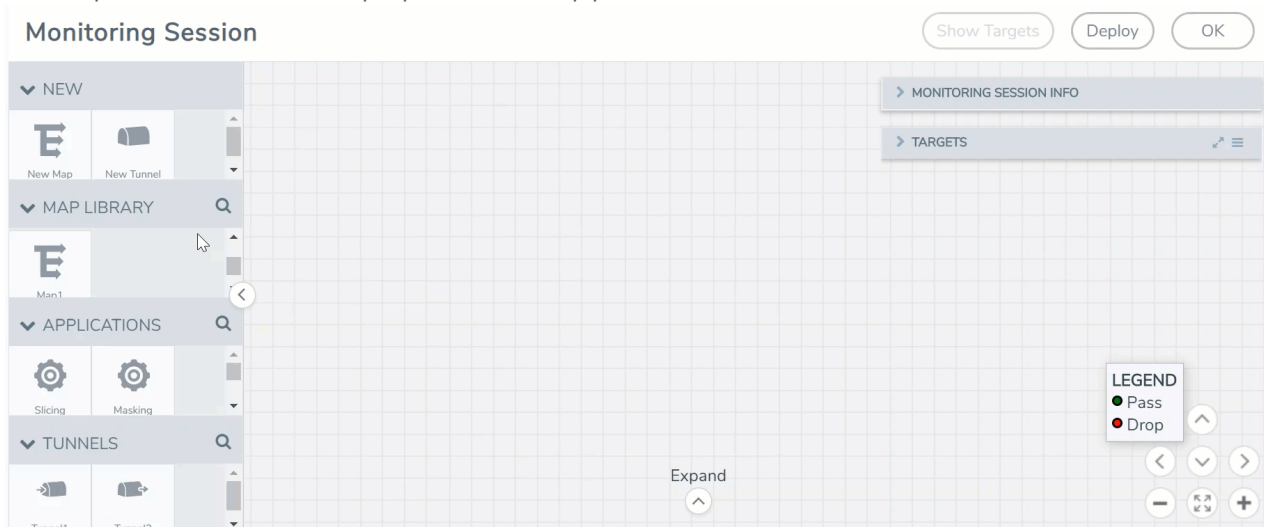 Monitoring Session
Show Targets
Deploy
OK
NEW
New Map
New Tunnel
MAP LIBRARY
Map1
APPLICATIONS
Slicing
Masking
TUNNELS
MONITORING SESSION INFO
TARGETS
LEGEND
Pass
Drop
Expand